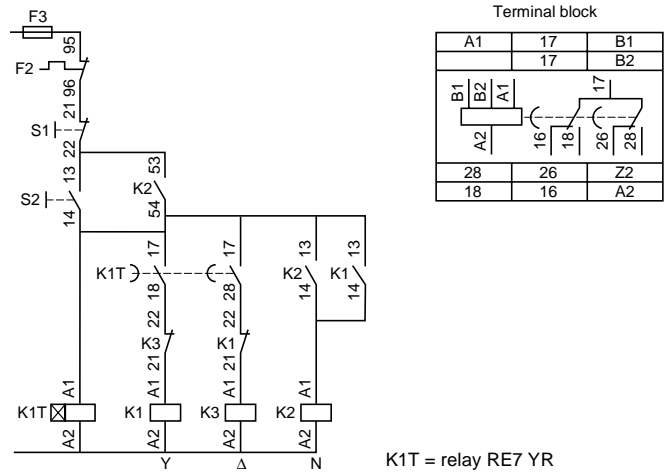 F3
95
F2
96
21
S1
22
13
S2
14
53
K2
54
17
K1T
18
17
28
13
K2
14
13
K1
14
22
K3
21
22
K1
21
A1
K1T
A2
A1
K1
A2
A1
K3
A2
A1
K2
A2
Y
Δ
N
Terminal block
A1 17 B1
17 B2
B1
B2
A1
A2
17
16
18
26
28
28 26 Z2
18 16 A2
K1T = relay RE7 YR